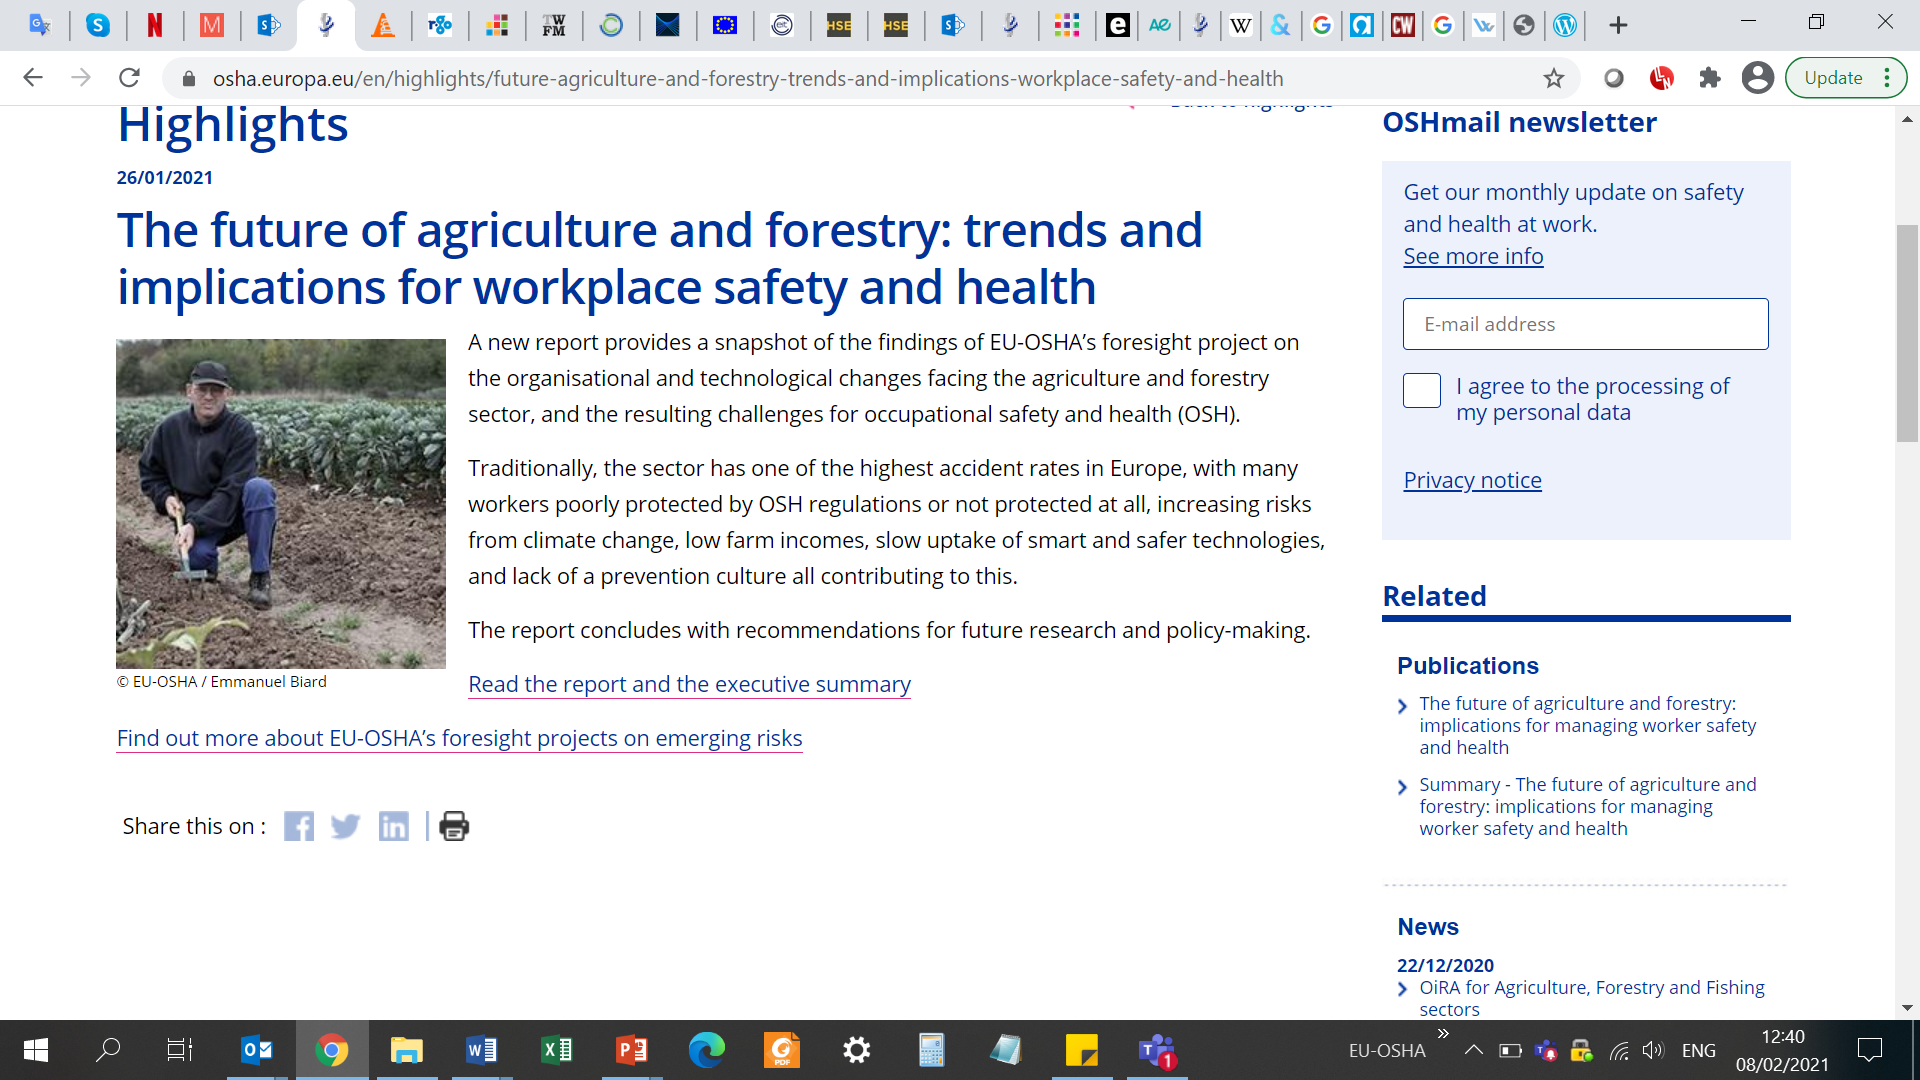 osha.europa.eu/en/highlights/future-agriculture-and-forestry-trends-and-implications-workplace-safety-and-health
Update
Highlights
26/01/2021
The future of agriculture and forestry: trends and
implications for workplace safety and health
A new report provides a snapshot of the findings of EU-OSHA’s foresight project on
the organisational and technological changes facing the agriculture and forestry
sector, and the resulting challenges for occupational safety and health (OSH).
Traditionally, the sector has one of the highest accident rates in Europe, with many
workers poorly protected by OSH regulations or not protected at all, increasing risks
from climate change, low farm incomes, slow uptake of smart and safer technologies,
and lack of a prevention culture all contributing to this.
The report concludes with recommendations for future research and policy-making.
© EU-OSHA / Emmanuel Biard
Read the report and the executive summary
Find out more about EU-OSHA’s foresight projects on emerging risks
Share this on :
OSHmail newsletter
Get our monthly update on safety
and health at work.
See more info
E-mail address
I agree to the processing of
my personal data
Privacy notice
Related
Publications
The future of agriculture and forestry:
implications for managing worker safety
and health
Summary - The future of agriculture and
forestry: implications for managing
worker safety and health
News
22/12/2020
OiRA for Agriculture, Forestry and Fishing
sectors
EU-OSHA
ENG
12:40
08/02/2021